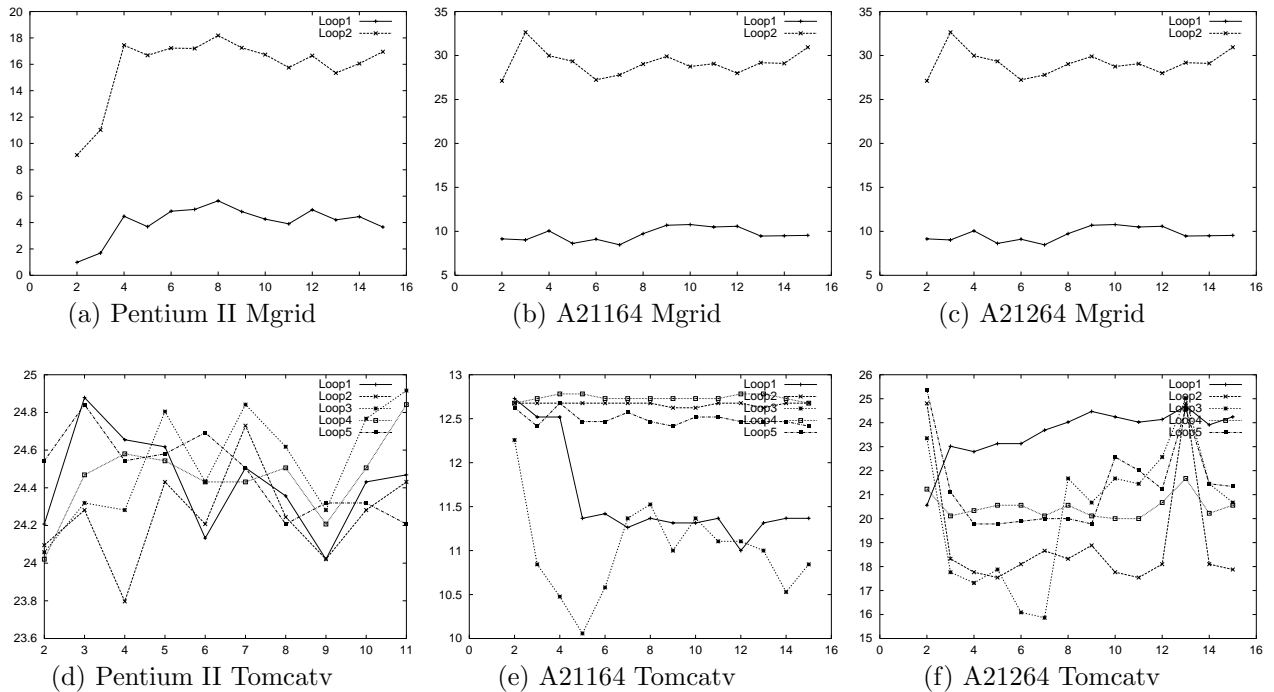 20
18
16
14
12
10
8
6
4
2
0
0 2 4 6 8 10 12 14 16
Loop1
Loop2
(a) Pentium II Mgrid
35
30
25
20
15
10
5
0 2 4 6 8 10 12 14 16
Loop1
Loop2
(b) A21164 Mgrid
35
30
25
20
15
10
5
0 2 4 6 8 10 12 14 16
Loop1
Loop2
(c) A21264 Mgrid
25
24.8
24.6
24.4
24.2
24
23.8
23.6
2 3 4 5 6 7 8 9 10 11
Loop1
Loop2
Loop3
Loop4
Loop5
(d) Pentium II Tomcatv
13
12.5
12
11.5
11
10.5
10
0 2 4 6 8 10 12 14 16
Loop1
Loop2
Loop3
Loop4
Loop5
(e) A21164 Tomcatv
26
25
24
23
22
21
20
19
18
17
16
15
0 2 4 6 8 10 12 14 16
Loop1
Loop2
Loop3
Loop4
Loop5
(f) A21264 Tomcatv